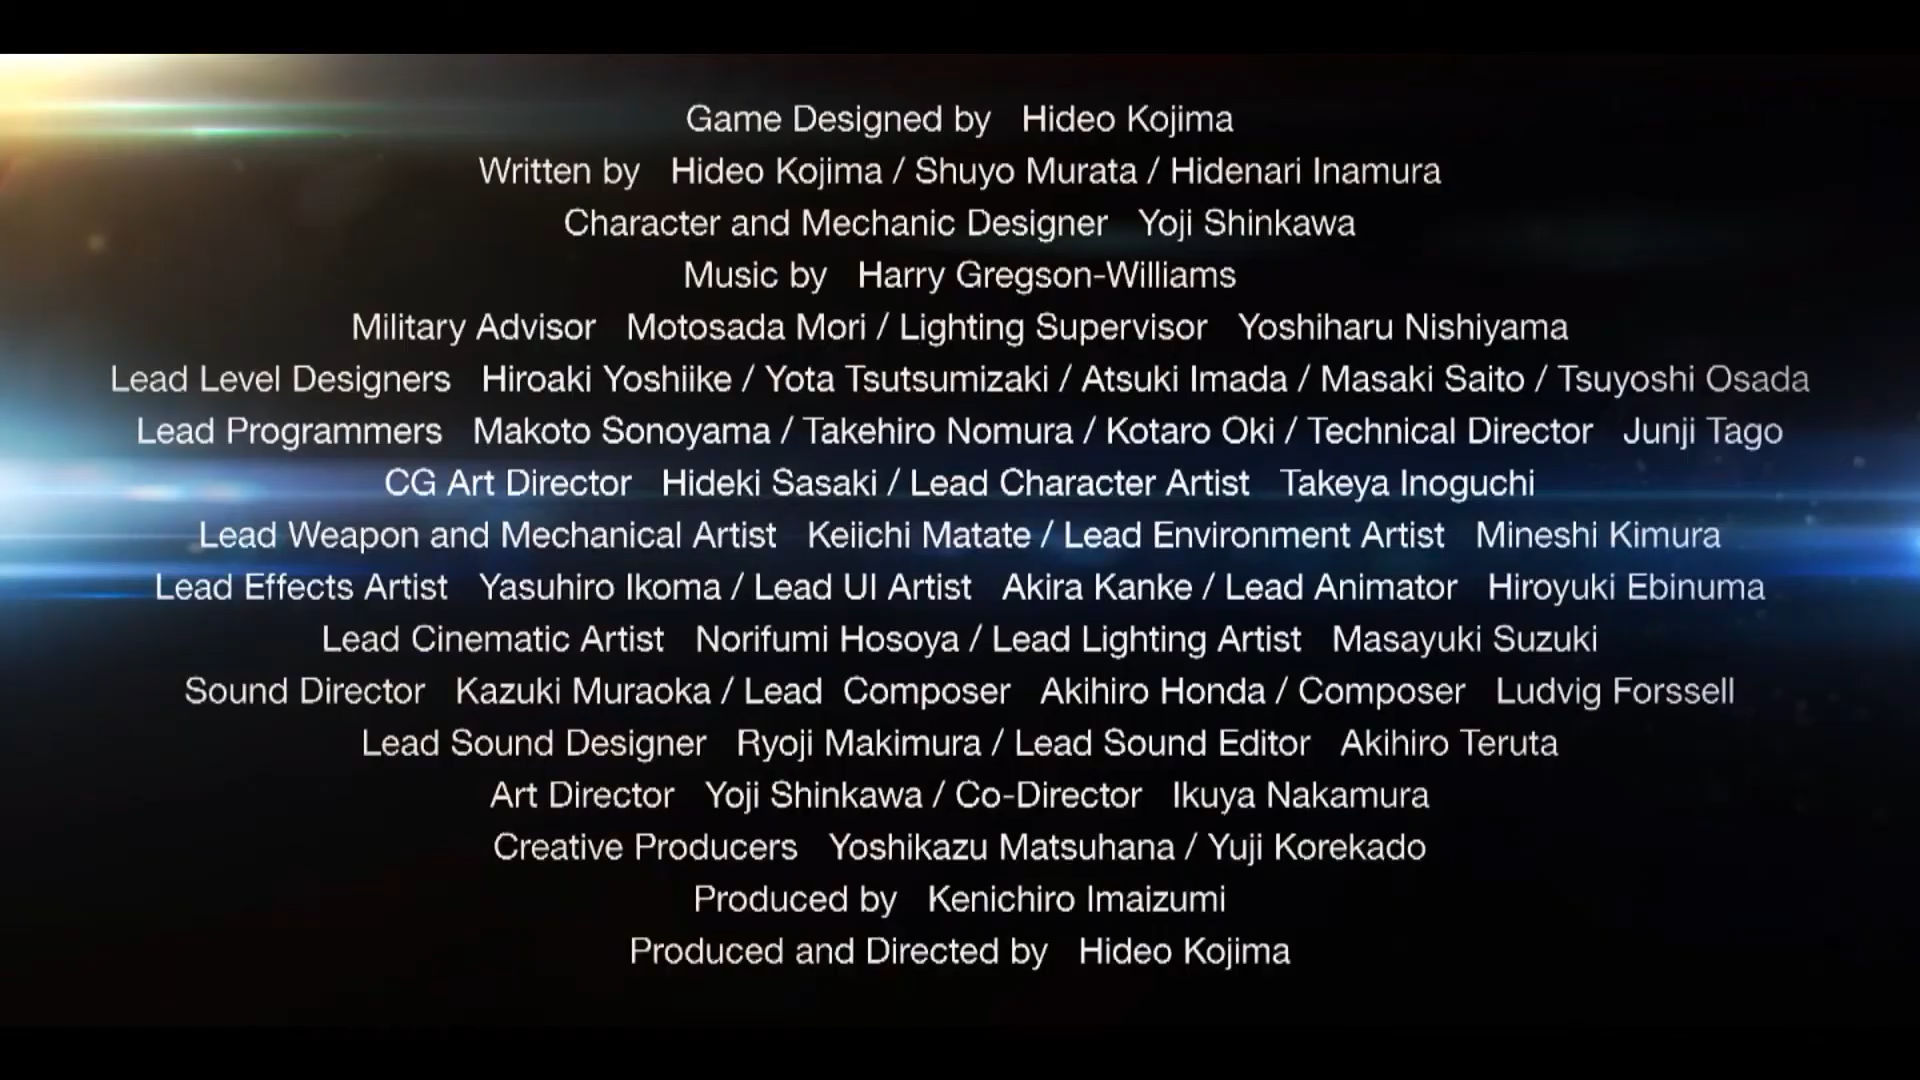 Game Designed by   Hideo Kojima
Written by   Hideo Kojima / Shuyo Murata / Hidenari Inamura
Character and Mechanic Designer   Yoji Shinkawa
Music by   Harry Gregson-Williams
Military Advisor   Motosada Mori / Lighting Supervisor   Yoshiharu Nishiyama
Lead Level Designers   Hiroaki Yoshiike / Yota Tsutsumizaki / Atsuki Imada / Masaki Saito / Tsuyoshi Osada
Lead Programmers   Makoto Sonoyama / Takehiro Nomura / Kotaro Oki / Technical Director   Junji Tago
CG Art Director   Hideki Sasaki / Lead Character Artist   Takeya Inoguchi
Lead Weapon and Mechanical Artist   Keiichi Matate / Lead Environment Artist   Mineshi Kimura
Lead Effects Artist   Yasuhiro Ikoma / Lead UI Artist   Akira Kanke / Lead Animator   Hiroyuki Ebinuma
Lead Cinematic Artist   Norifumi Hosoya / Lead Lighting Artist   Masayuki Suzuki
Sound Director   Kazuki Muraoka / Lead  Composer   Akihiro Honda / Composer   Ludvig Forssell
Lead Sound Designer   Ryoji Makimura / Lead Sound Editor   Akihiro Teruta
Art Director   Yoji Shinkawa / Co-Director   Ikuya Nakamura
Creative Producers   Yoshikazu Matsuhana / Yuji Korekado
Produced by   Kenichiro Imaizumi
Produced and Directed by   Hideo Kojima